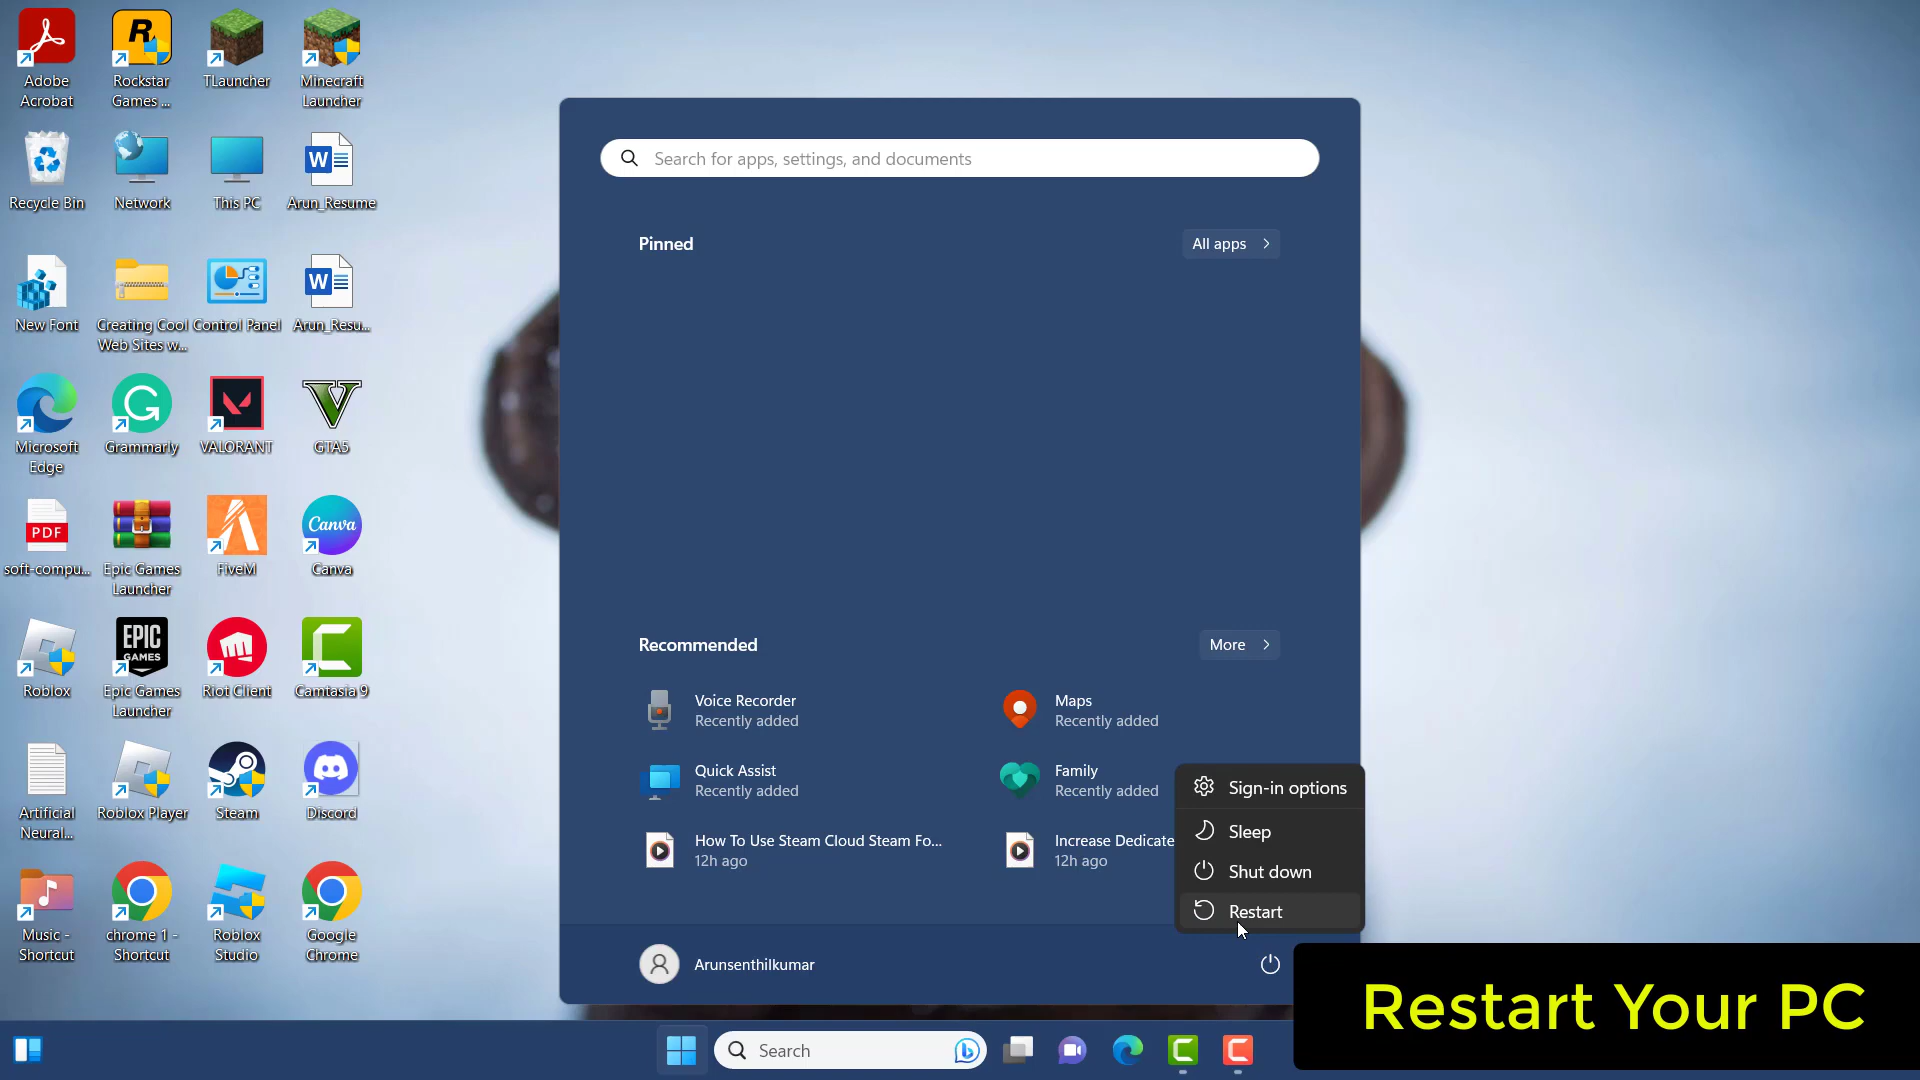 Adobe
Acrobat
Rockstar
Games ...
TLauncher
Minecraft
Launcher
Recycle Bin
Network
This PC
Arun_Resume
New Font
Creating Cool
Web Sites w...
Control Panel
Arun_Resu...
Microsoft
Edge
Grammarly
VALORANT
GTA5
PDF
soft-compu...
Epic Games
Launcher
FiveM
Canva
Canva
Roblox
EPIC
GAMES
Epic Games
Launcher
Riot Client
Camtasia 9
Artificial
Neural...
Roblox Player
Steam
Discord
Music -
Shortcut
chrome 1 -
Shortcut
Roblox
Studio
Google
Chrome
Search for apps, settings, and documents
Pinned
All apps
Recommended
More
Voice Recorder
Recently added
Maps
Recently added
Quick Assist
Recently added
Family
Recently added
How To Use Steam Cloud Steam Fo...
12h ago
Increase Dedicate
12h ago
Sign-in options
Sleep
Shut down
Restart
Arunsenthilkumar
Restart Your PC
Search